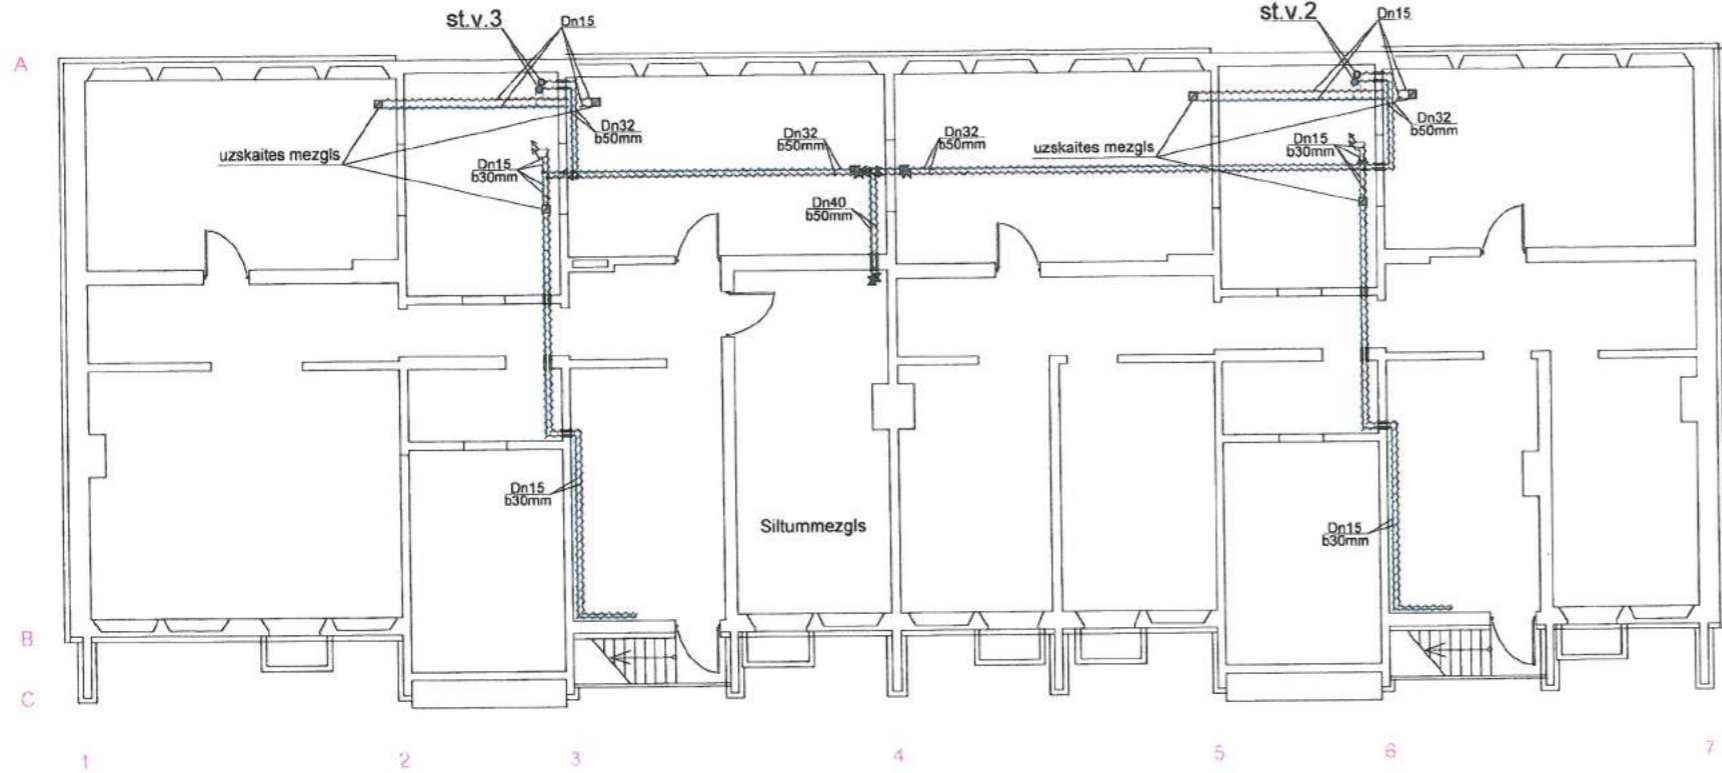 st.v.3
Dn15
st.v.2
Dn15
A
Dn32
b50mm
Dn32
b50mm
Dn32
b50mm
Dn32
b50mm
uzskaites mezgls
Dn15
b30mm
uzskaites mezgls
Dn15
b30mm
Dn40
b50mm
Dn15
b30mm
Siltummezgls
Dn15
b30mm
B
C
1
2
3
4
5
6
7